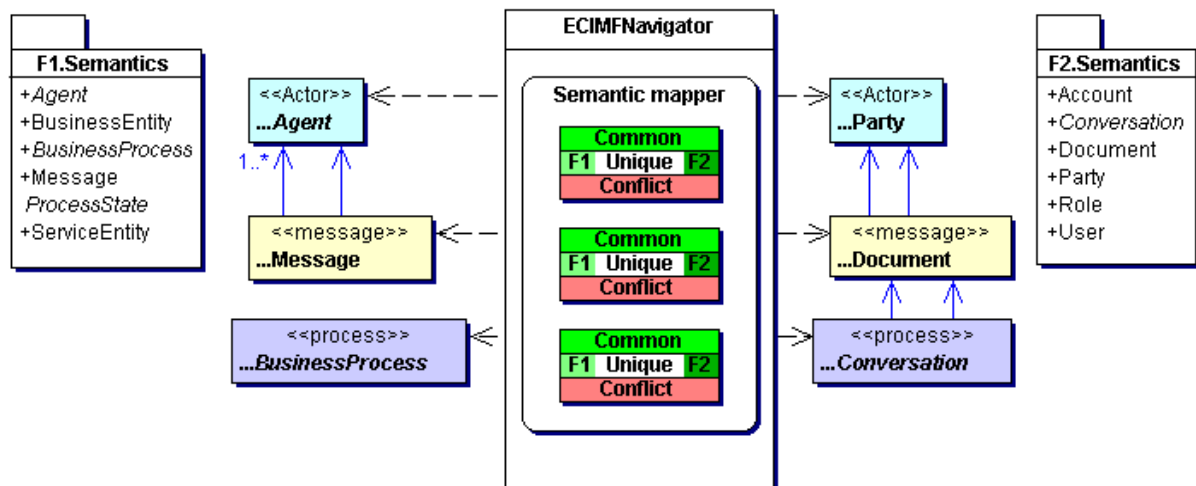 F1.Semantics
+Agent
+BusinessEntity
+BusinessProcess
+Message
ProcessState
+ServiceEntity
<<Actor>>
...Agent
1..*
<<message>>
...Message
<<process>>
...BusinessProcess
ECIMFNavigator
Semantic mapper
Common
F1 Unique F2
Conflict
Common
F1 Unique F2
Conflict
Common
F1 Unique F2
Conflict
<<Actor>>
...Party
<<message>>
...Document
<<process>>
...Conversation
F2.Semantics
+Account
+Conversation
+Document
+Party
+Role
+User